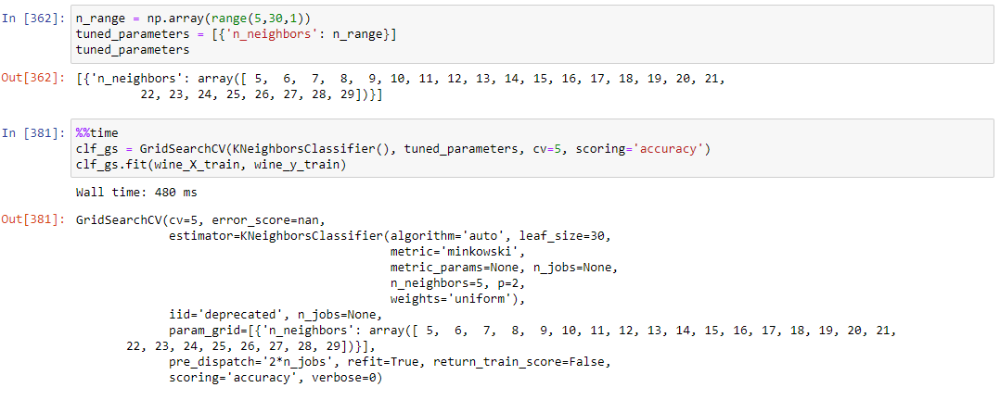 In [362]: n_range = np.array(range(5,30,1))
tuned_parameters = [{'n_neighbors': n_range}]
tuned_parameters
Out[362]: [{'n_neighbors': array([ 5,  6,  7,  8,  9, 10, 11, 12, 13, 14, 15, 16, 17, 18, 19, 20, 21,
22, 23, 24, 25, 26, 27, 28, 29])}]
In [381]: %%time
clf_gs = GridSearchCV(KNeighborsClassifier(), tuned_parameters, cv=5, scoring='accuracy')
clf_gs.fit(wine_X_train, wine_y_train)
Wall time: 480 ms
Out[381]: GridSearchCV(cv=5, error_score=nan,
estimator=KNeighborsClassifier(algorithm='auto', leaf_size=30,
metric='minkowski',
metric_params=None, n_jobs=None,
n_neighbors=5, p=2,
weights='uniform'),
iid='deprecated', n_jobs=None,
param_grid=[{'n_neighbors': array([ 5,  6,  7,  8,  9, 10, 11, 12, 13, 14, 15, 16, 17, 18, 19, 20, 21,
22, 23, 24, 25, 26, 27, 28, 29])}],
pre_dispatch='2*n_jobs', refit=True, return_train_score=False,
scoring='accuracy', verbose=0)